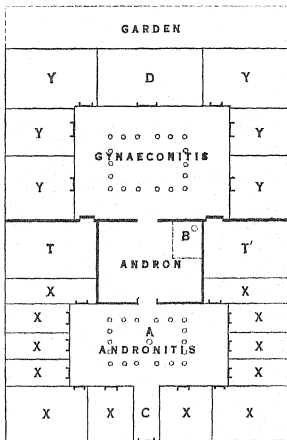 GARDEN
Y D Y
Y Y
GYNAECONITIS
Y Y
B
T T'
ANDRON
X X
X A X
X ANDRONITIS X
X X
X X C X X